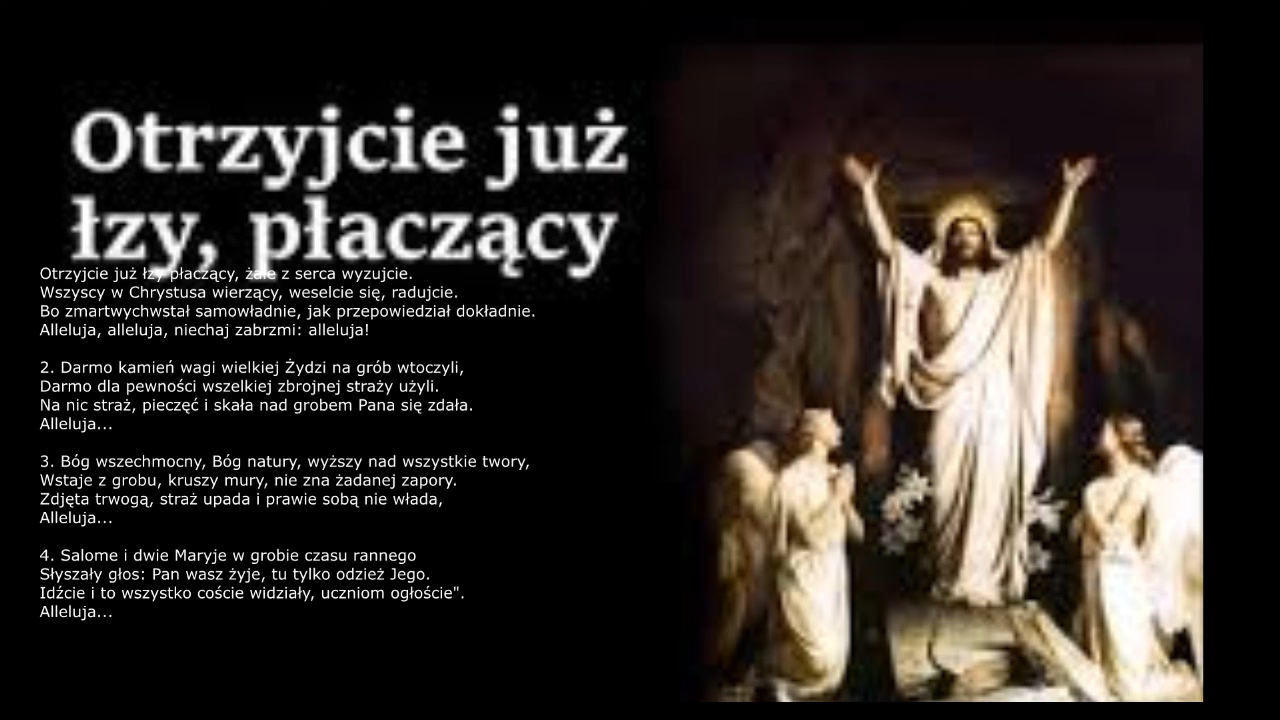 Otrzyjcie już
łzy, płaczący
Otrzyjcie już łzy płaczący, żale z serca wyzujcie.
Wszyscy w Chrystusa wierzący, weselcie się, radujcie.
Bo zmartwychwstał samowładnie, jak przepowiedział dokładnie.
Alleluja, alleluja, niechaj zabrzmi: alleluja!
2. Darmo kamień wagi wielkiej Żydzi na grób wtoczyli,
Darmo dla pewności wszelkiej zbrojnej straży użyli.
Na nic straż, pieczęć i skała nad grobem Pana się zdała.
Alleluja...
3. Bóg wszechmocny, Bóg natury, wyższy nad wszystkie twory,
Wstaje z grobu, kruszy mury, nie zna żadanej zapory.
Zdjęta trwogą, straż upada i prawie sobą nie włada,
Alleluja...
4. Salome i dwie Maryje w grobie czasu rannego
Słyszały głos: Pan wasz żyje, tu tylko odzież Jego.
Idźcie i to wszystko coście widziały, uczniom ogłoście".
Alleluja...